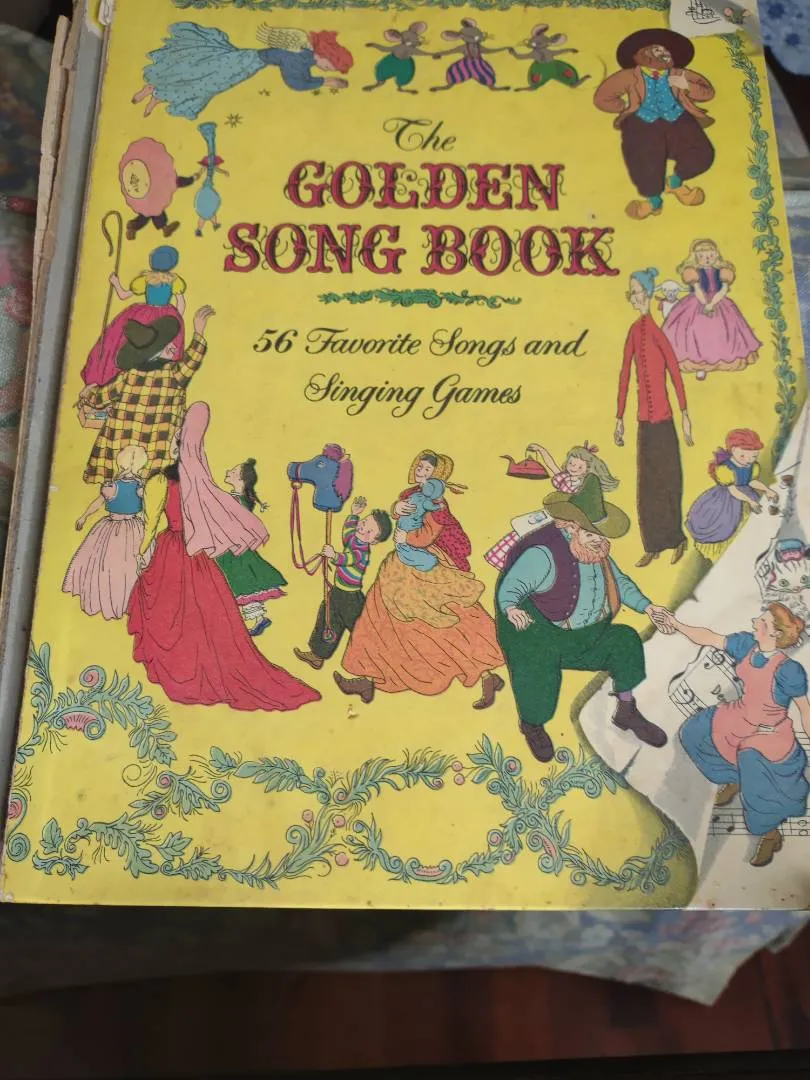 The
GOLDEN
SONG BOOK
56 Favorite Songs and
Singing Games